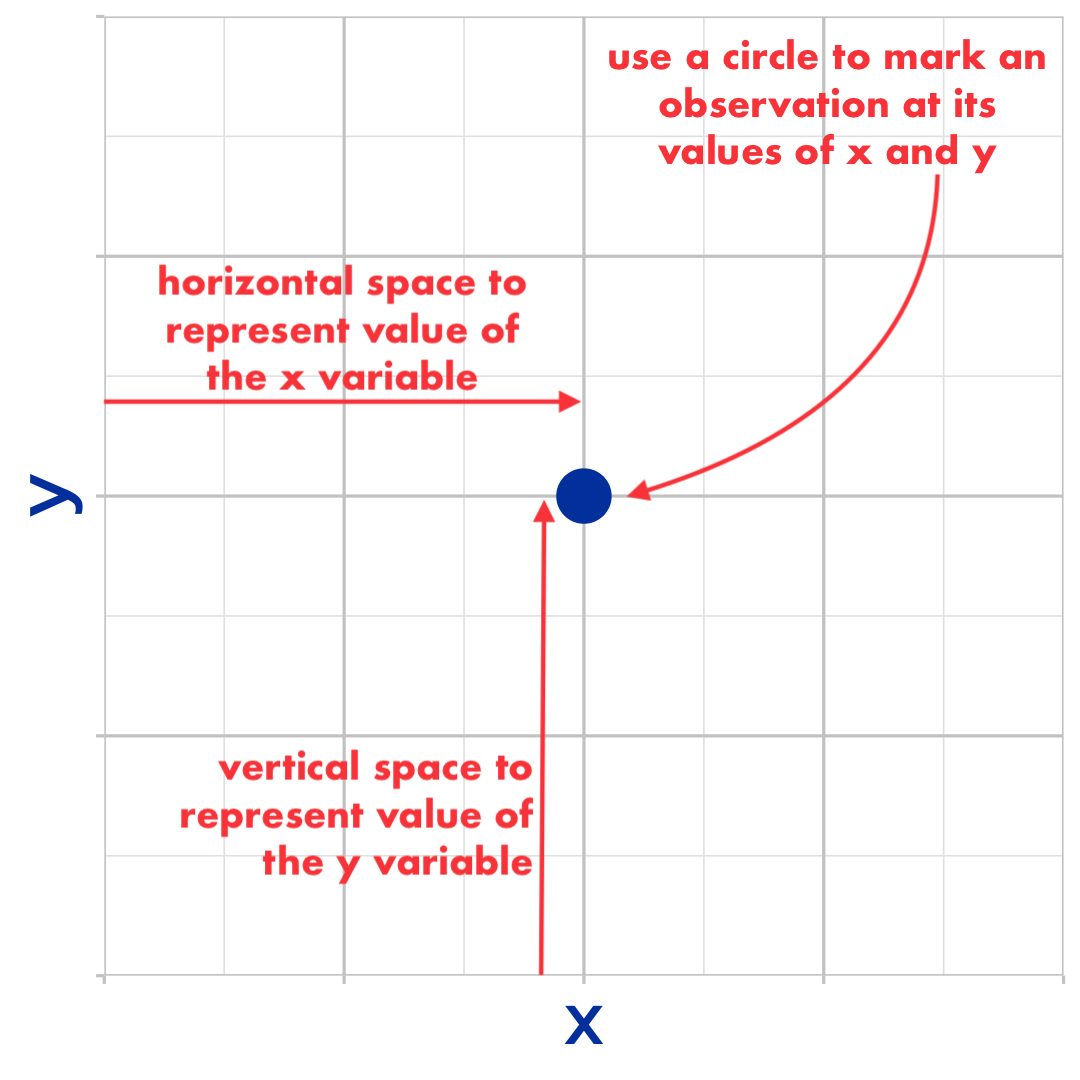 use a circle to mark an
observation at its
values of x and y
horizontal space to
represent value of
the x variable
y
vertical space to
represent value of
the y variable
x